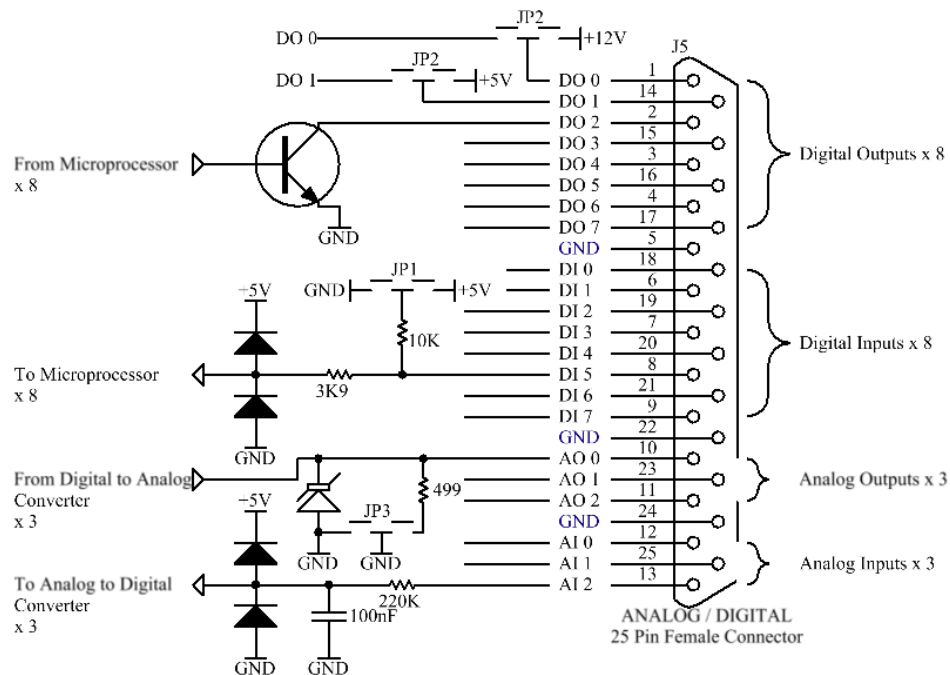 JP2
DO 0
+12V
J5
JP2
DO 1
+5V
DO 0 1
DO 1 14
DO 2 2
DO 3 15
DO 4 3
DO 5 16
DO 6 4
DO 7 17
GND 5
DI 0 18
DI 1 6
DI 2 19
DI 3 7
DI 4 20
DI 5 8
DI 6 21
DI 7 9
GND 22
AO 0 10
AO 1 23
AO 2 11
GND 24
AI 0 12
AI 1 25
AI 2 13
Digital Outputs x 8
Digital Inputs x 8
Analog Outputs x 3
Analog Inputs x 3
ANALOG / DIGITAL
25 Pin Female Connector
From Microprocessor
x 8
GND
JP1
GND
+5V
10K
+5V
To Microprocessor
x 8
3K9
GND
From Digital to Analog
Converter
x 3
499
JP3
GND
GND
+5V
To Analog to Digital
Converter
x 3
220K
100nF
GND
GND